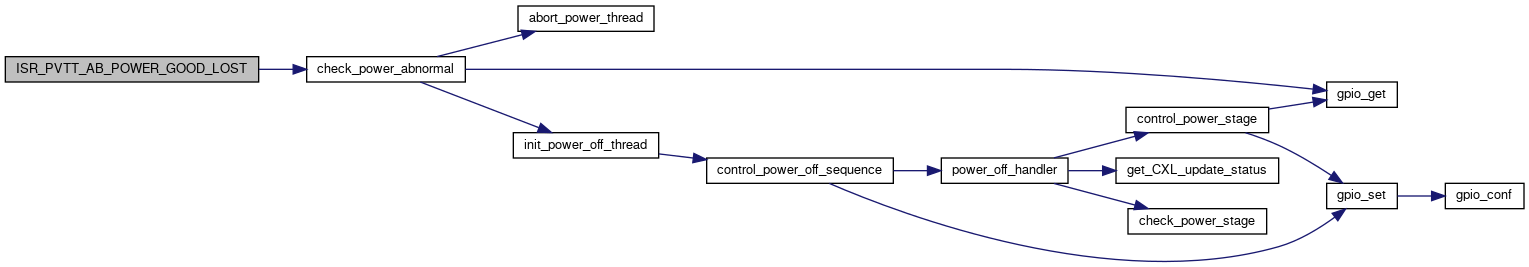 abort_power_thread
ISR_PVTT_AB_POWER_GOOD_LOST
check_power_abnormal
gpio_get
control_power_stage
init_power_off_thread
control_power_off_sequence
power_off_handler
get_CXL_update_status
gpio_set
gpio_conf
check_power_stage